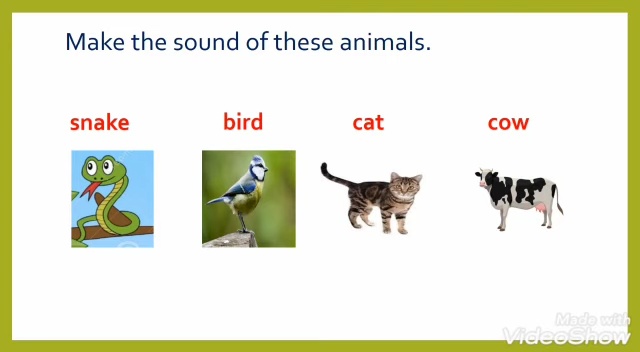 Make the sound of these animals.
snake bird cat cow
Made with
VideoShow